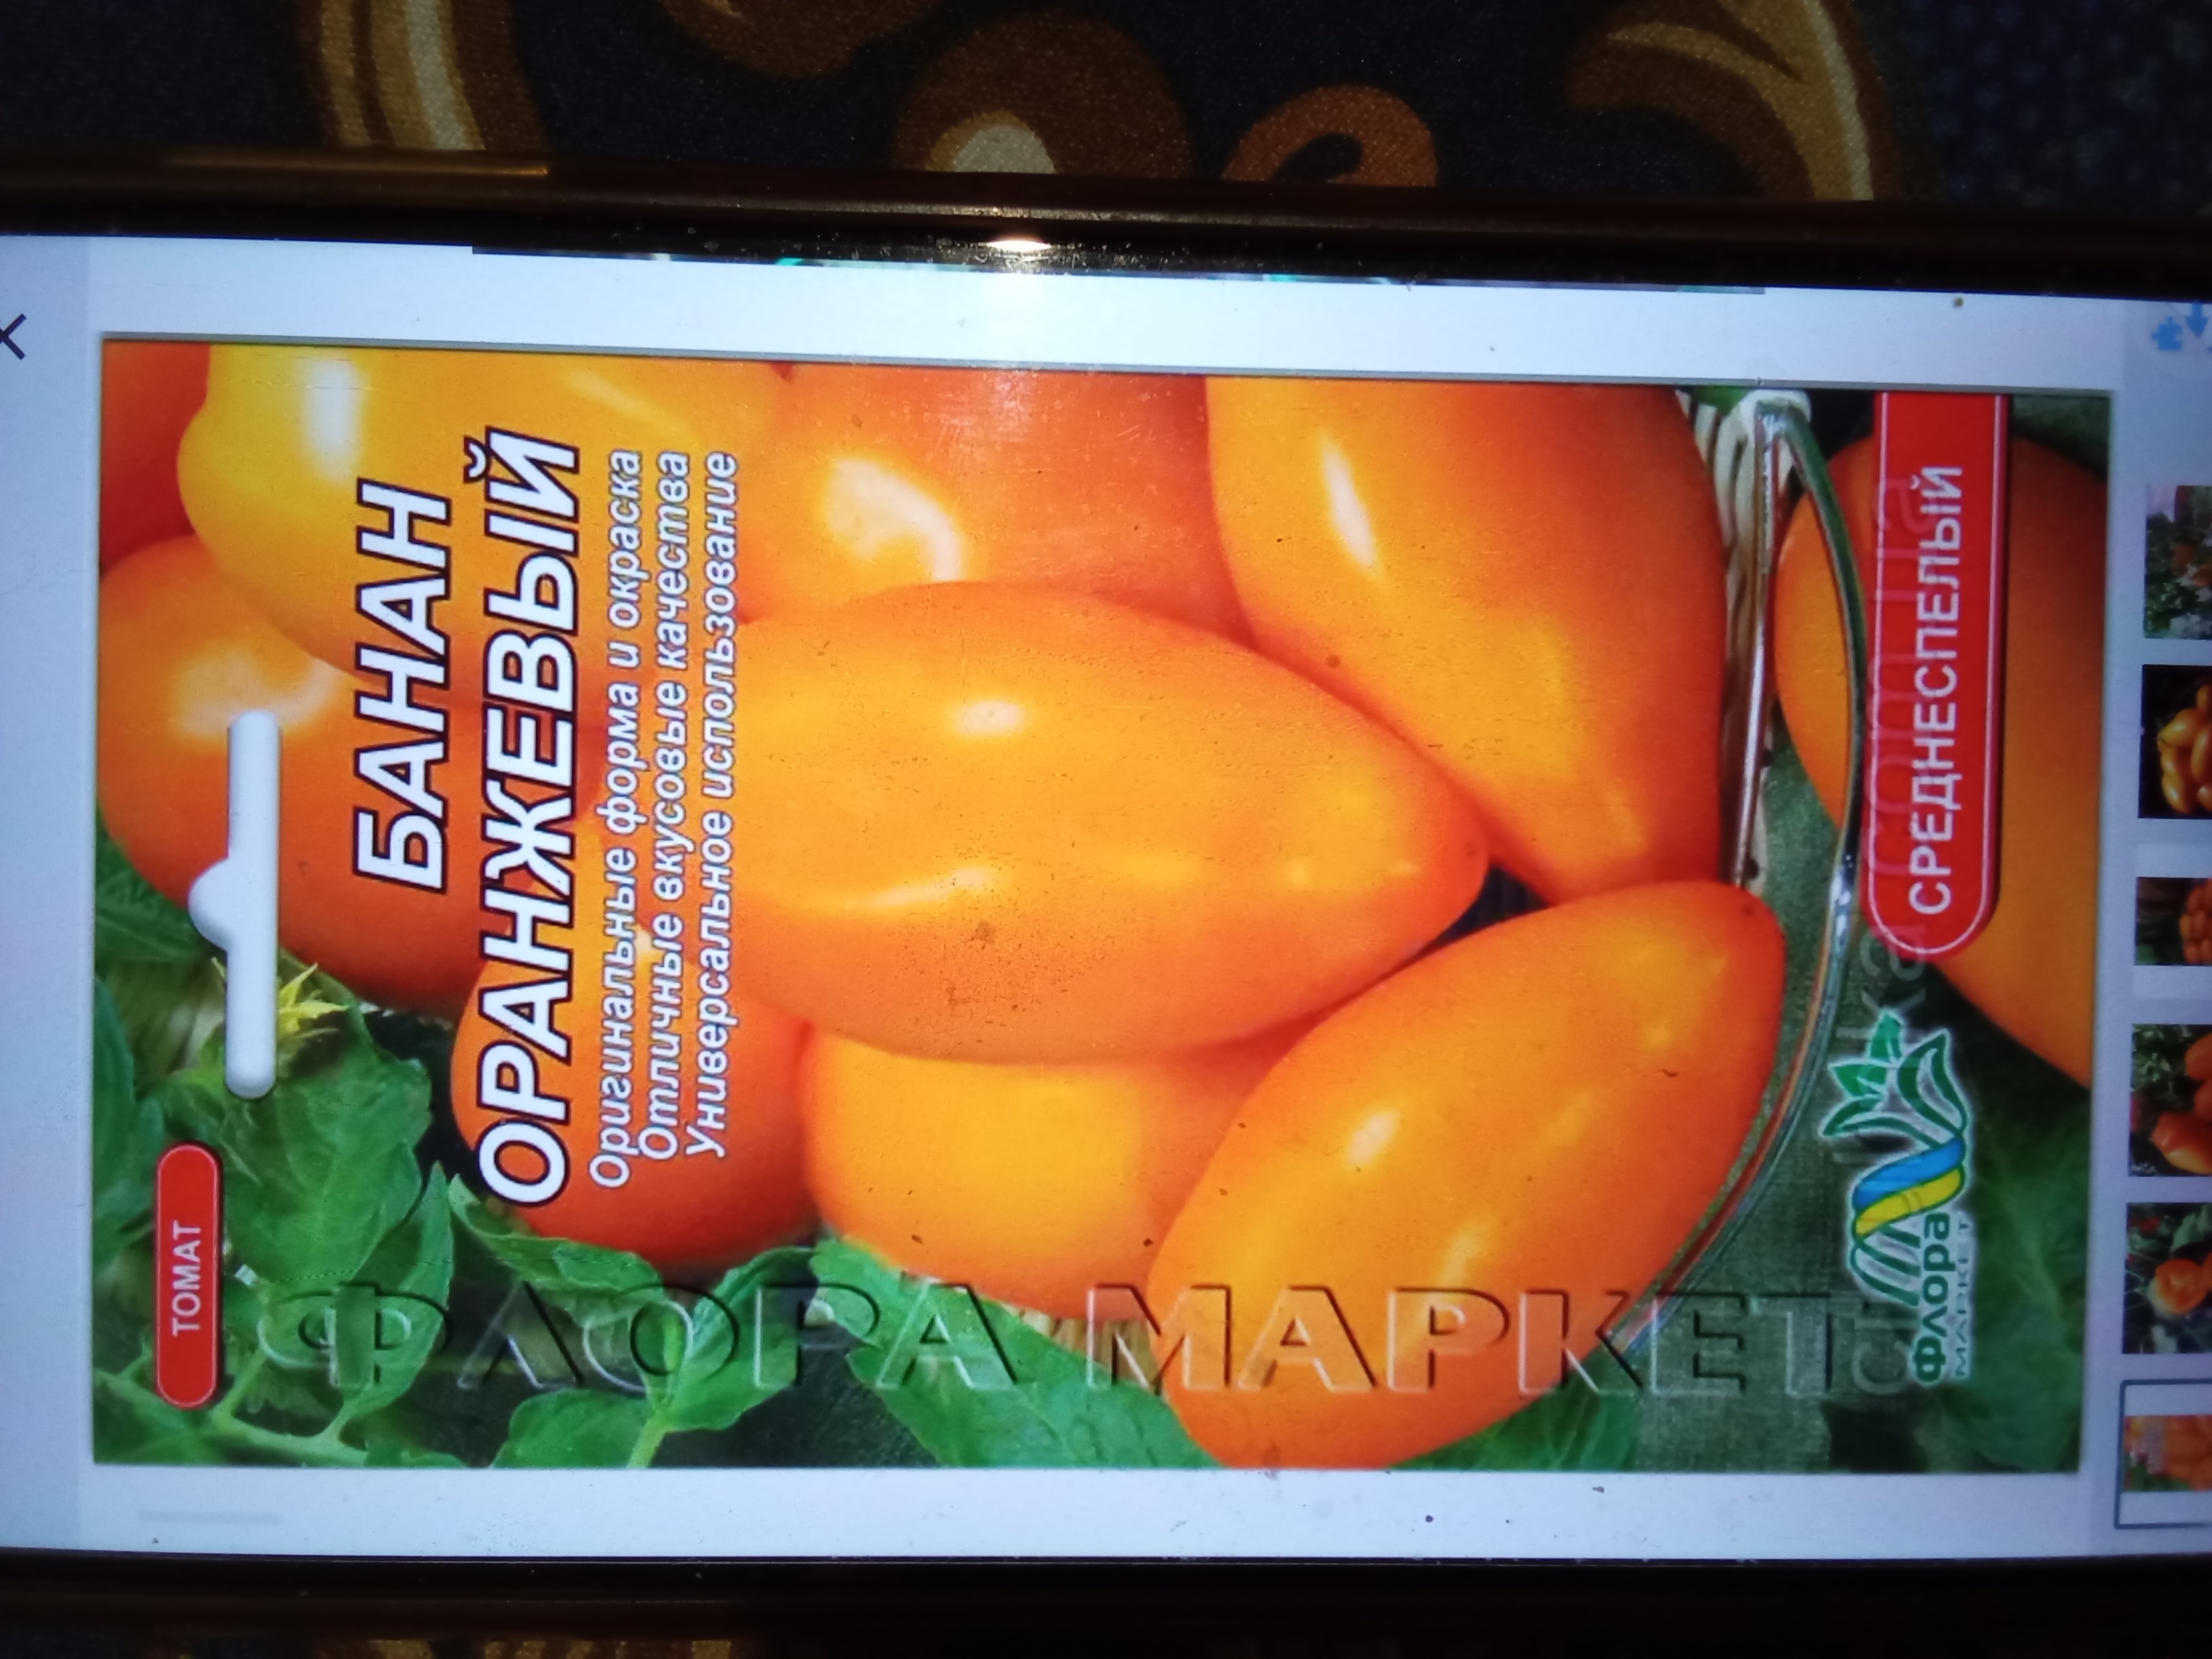 ТОМАТ
БАНАН
ОРАНЖЕВЫЙ
Оригинальные форма и окраска
Отличные вкусовые качества
Универсальное использование
ФЛОРА МАРКЕТ
Флора
МАРКЕТ
СРЕДНЕСПЕЛЫЙ